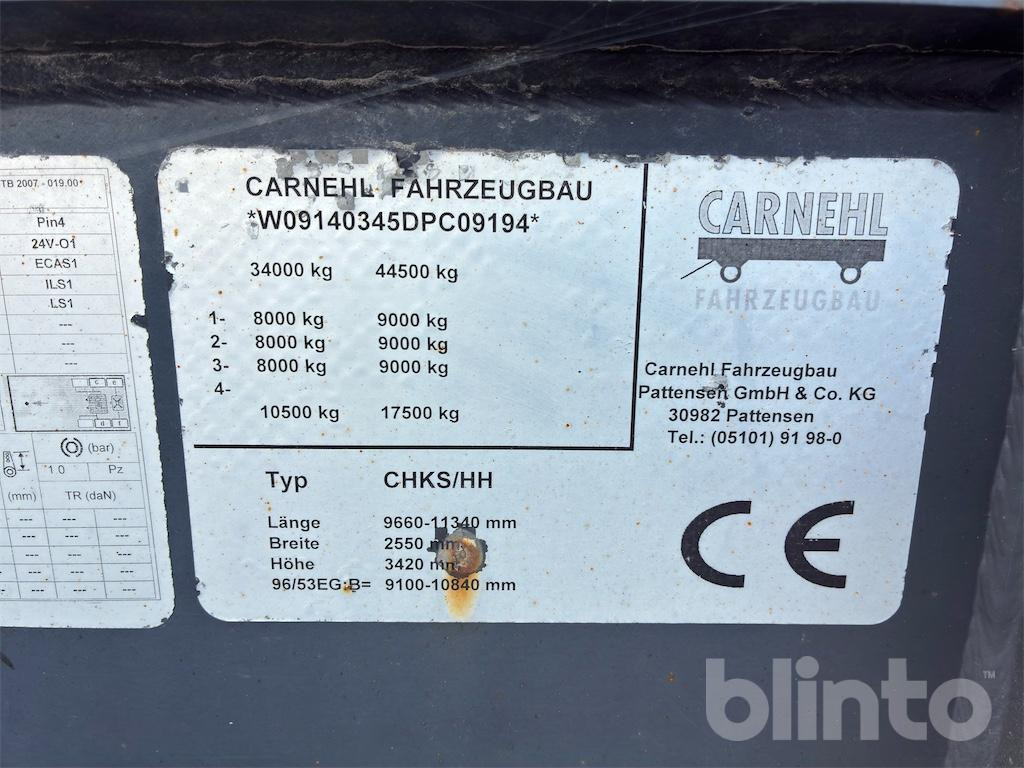 TB 2007 - 019.00*
Pin4
24V-O1
ECAS1
ILS1
LS1
---
---
c e
d f
(bar)
1.0 Pz
(mm) TR (daN)
--- --- ---
--- --- ---
--- --- ---
--- --- ---
--- --- ---
CARNEHL FAHRZEUGBAU
*W09140345DPC09194*
34000 kg 44500 kg
1- 8000 kg 9000 kg
2- 8000 kg 9000 kg
3- 8000 kg 9000 kg
4-
10500 kg 17500 kg
Typ CHKS/HH
Länge 9660-11340 mm
Breite 2550 mm
Höhe 3420 mm
96/53EG:B= 9100-10840 mm
CARNEHL
FAHRZEUGBAU
Carnehl Fahrzeugbau
Pattensen GmbH & Co. KG
30982 Pattensen
Tel.: (05101) 91 98-0
CE
blinto™